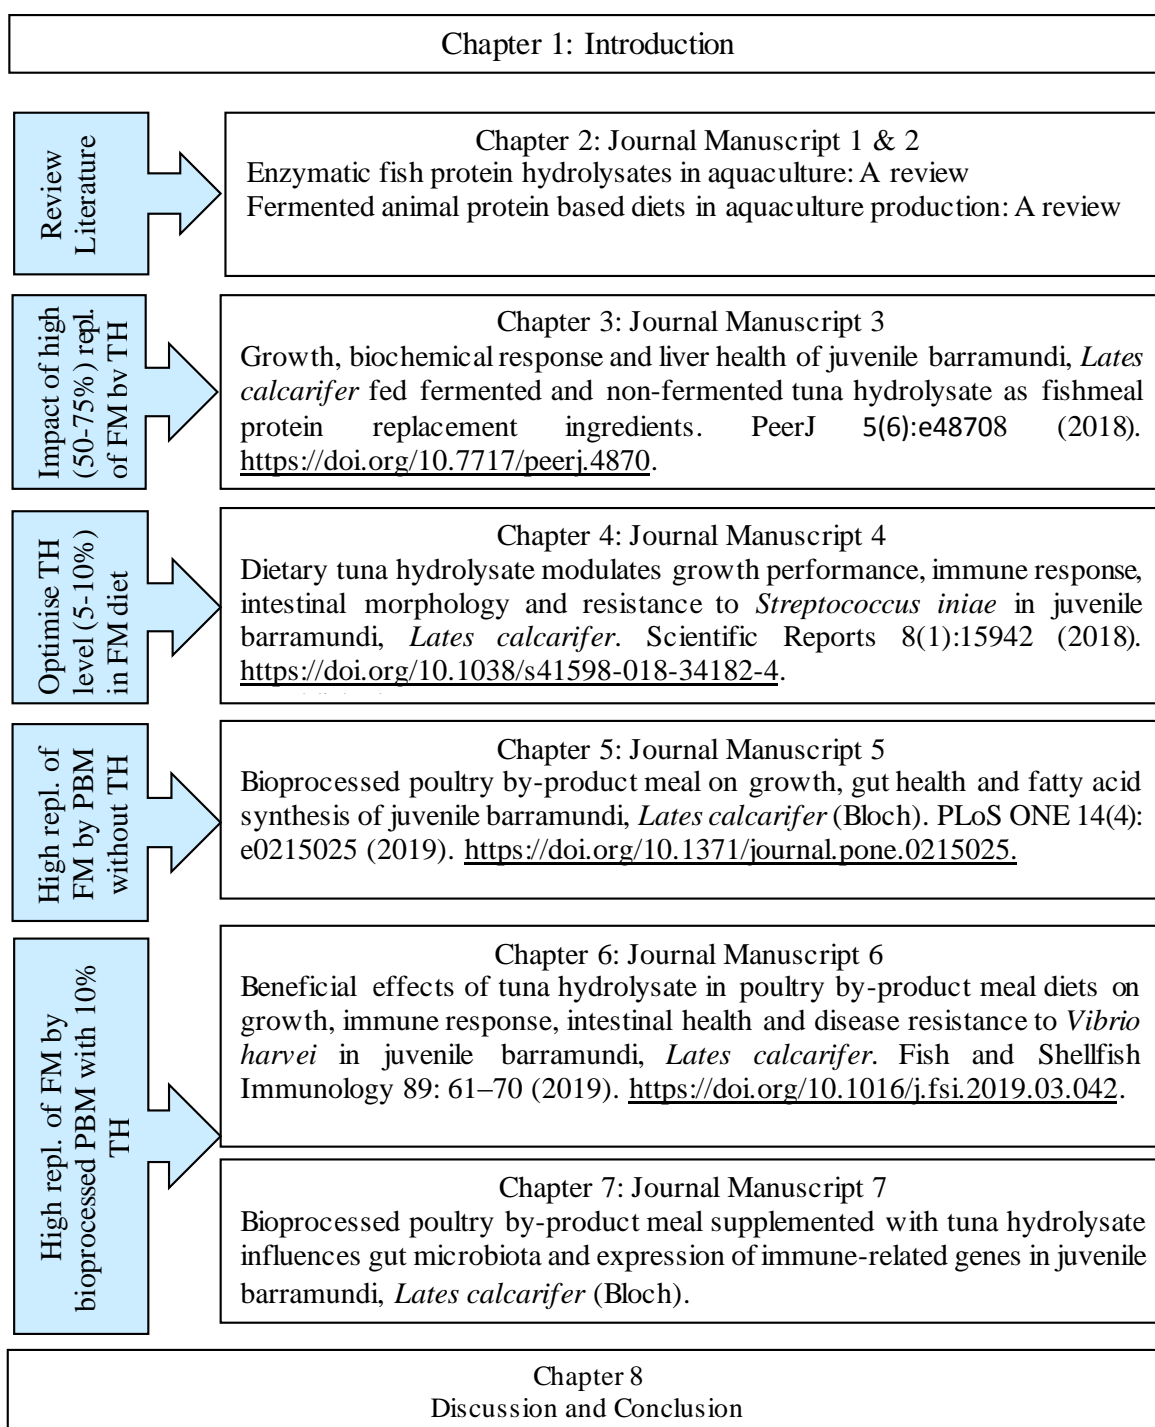 Chapter 1: Introduction
Review
Literature
Chapter 2: Journal Manuscript 1 & 2
Enzymatic fish protein hydrolysates in aquaculture: A review
Fermented animal protein based diets in aquaculture production: A review
Impact of high
(50-75%) repl.
of FM by TH
Chapter 3: Journal Manuscript 3
Growth, biochemical response and liver health of juvenile barramundi, Lates
calcarifer fed fermented and non-fermented tuna hydrolysate as fishmeal
protein replacement ingredients. PeerJ 5(6):e48708 (2018).
https://doi.org/10.7717/peerj.4870.
Optimise TH
level (5-10%)
in FM diet
Chapter 4: Journal Manuscript 4
Dietary tuna hydrolysate modulates growth performance, immune response,
intestinal morphology and resistance to Streptococcus iniae in juvenile
barramundi, Lates calcarifer. Scientific Reports 8(1):15942 (2018).
https://doi.org/10.1038/s41598-018-34182-4.
High repl. of
FM by PBM
without TH
Chapter 5: Journal Manuscript 5
Bioprocessed poultry by-product meal on growth, gut health and fatty acid
synthesis of juvenile barramundi, Lates calcarifer (Bloch). PLoS ONE 14(4):
e0215025 (2019). https://doi.org/10.1371/journal.pone.0215025.
High repl. of FM by
bioprocessed PBM with 10%
TH
Chapter 6: Journal Manuscript 6
Beneficial effects of tuna hydrolysate in poultry by-product meal diets on
growth, immune response, intestinal health and disease resistance to Vibrio
harvei in juvenile barramundi, Lates calcarifer. Fish and Shellfish
Immunology 89: 61–70 (2019). https://doi.org/10.1016/j.fsi.2019.03.042.
Chapter 7: Journal Manuscript 7
Bioprocessed poultry by-product meal supplemented with tuna hydrolysate
influences gut microbiota and expression of immune-related genes in juvenile
barramundi, Lates calcarifer (Bloch).
Chapter 8
Discussion and Conclusion